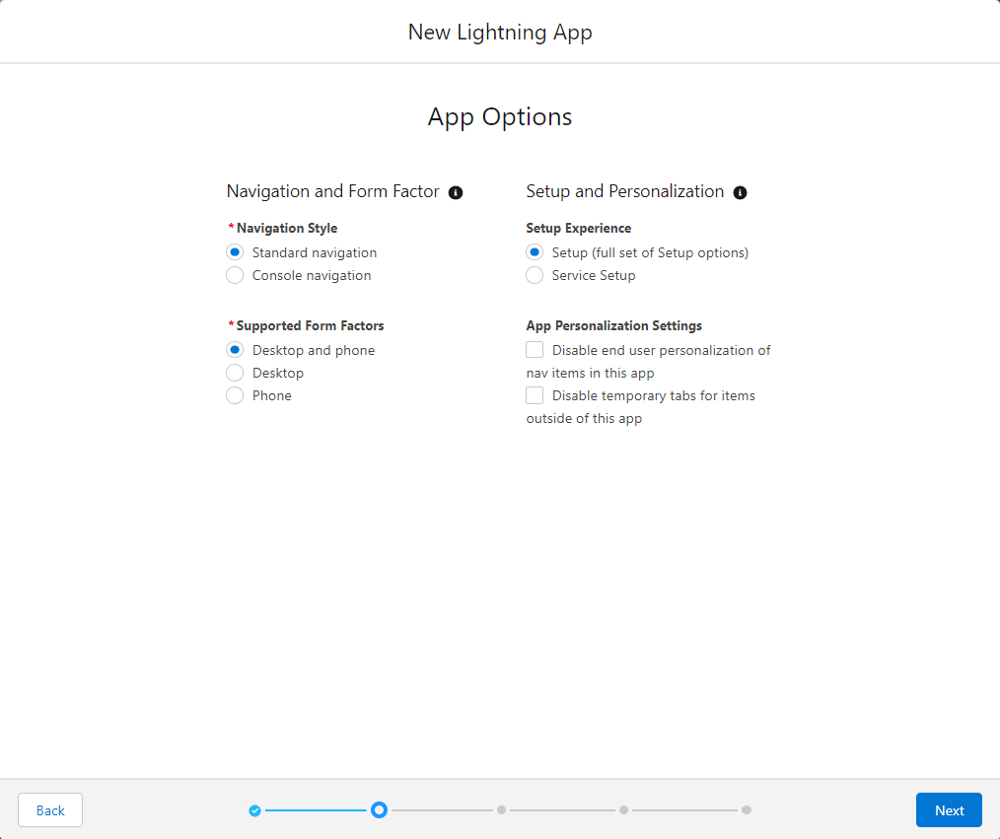 New Lightning App
App Options
Navigation and Form Factor
*Navigation Style
Standard navigation
Console navigation
*Supported Form Factors
Desktop and phone
Desktop
Phone
Setup and Personalization
Setup Experience
Setup (full set of Setup options)
Service Setup
App Personalization Settings
Disable end user personalization of
nav items in this app
Disable temporary tabs for items
outside of this app
Back
Next